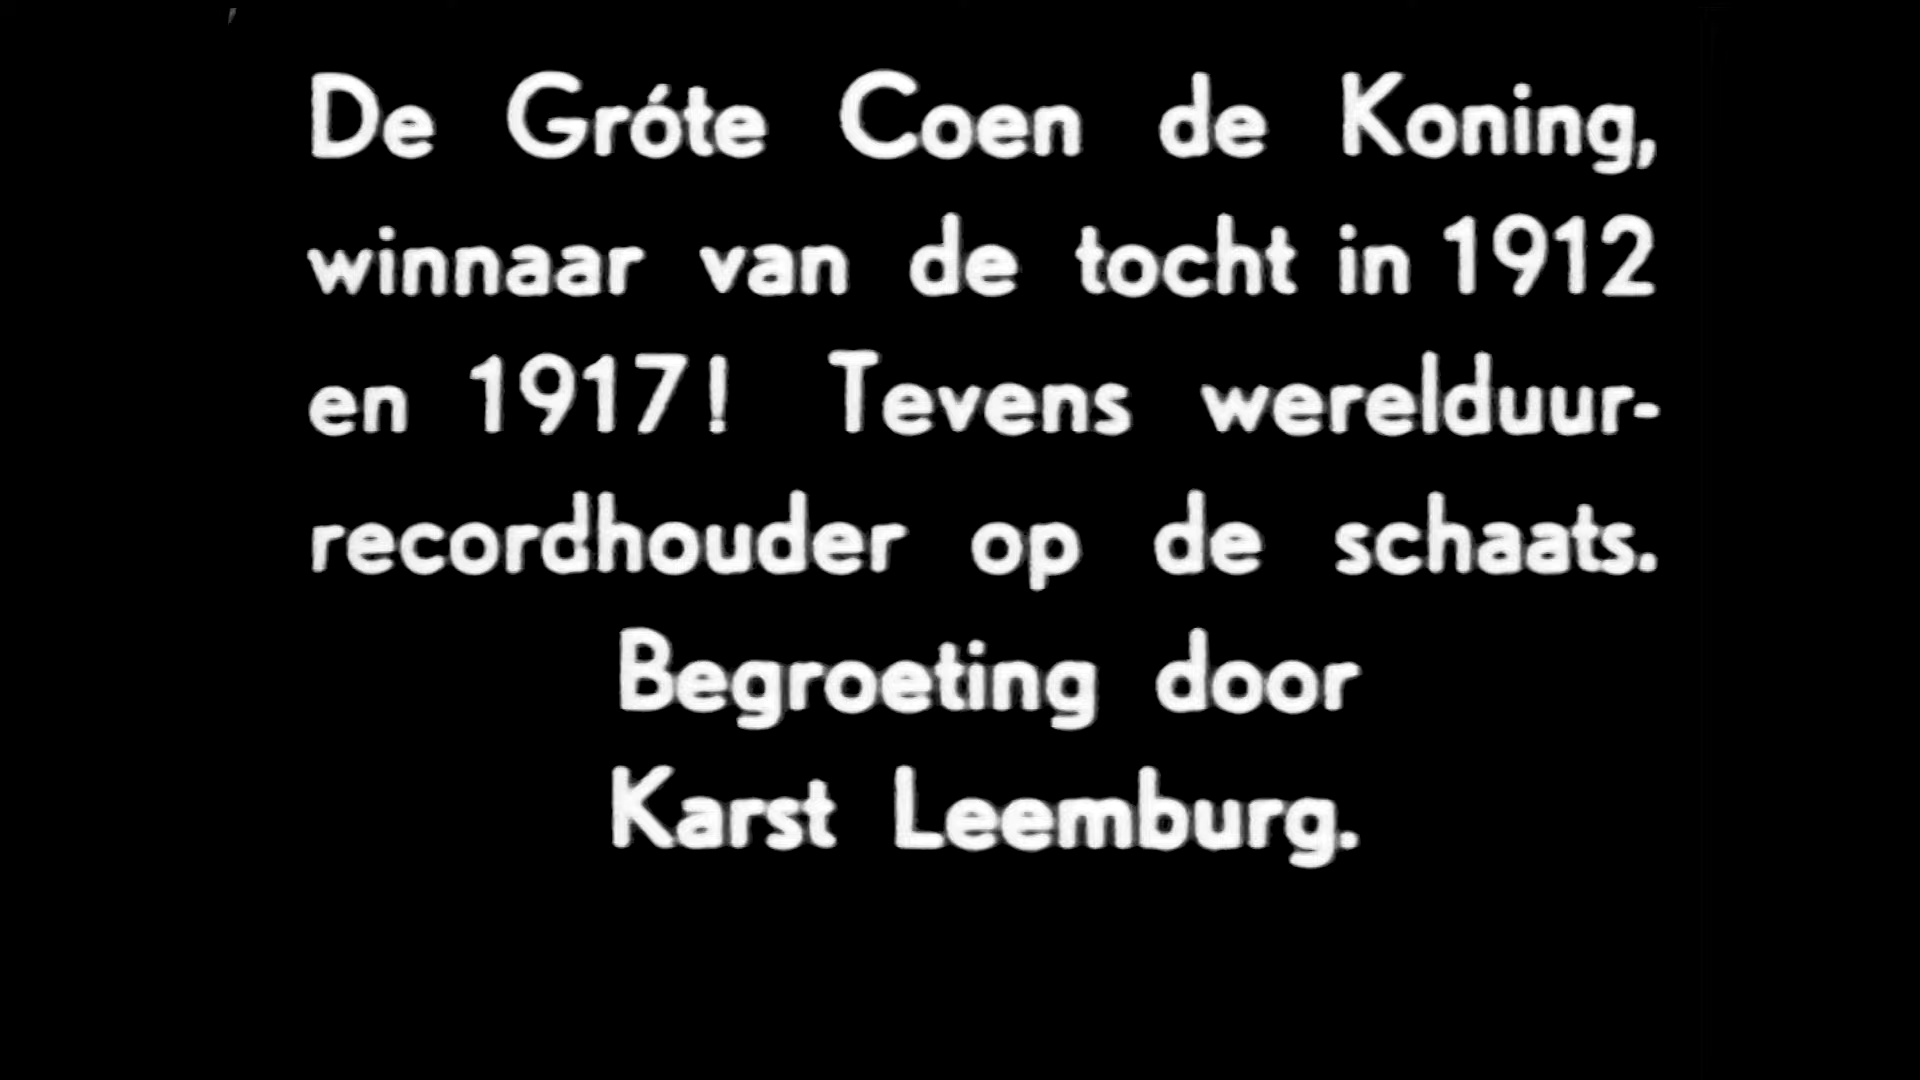 De Gróte Coen de Koning,
winnaar van de tocht in 1912
en 1917! Tevens werelduur-
recordhouder op de schaats.
Begroeting door
Karst Leemburg.